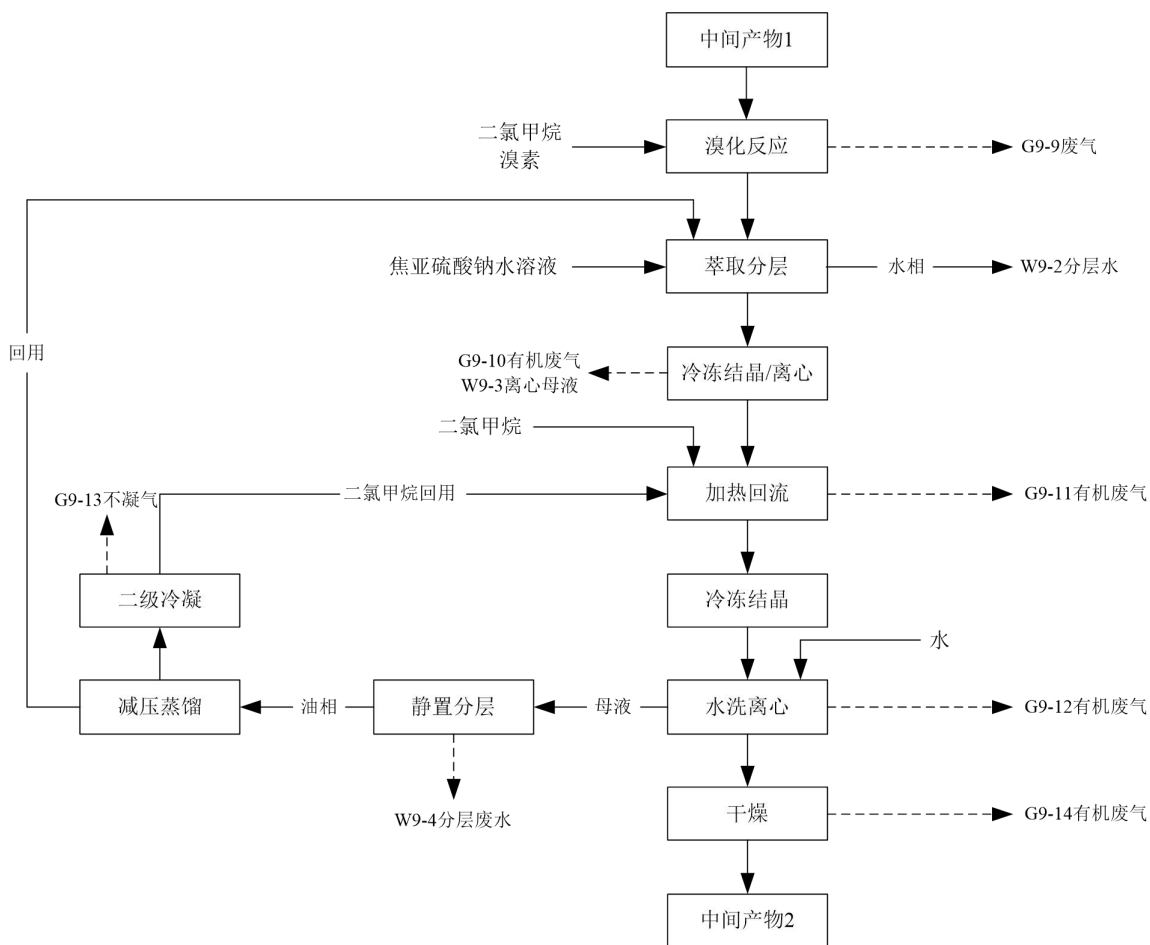 中间产物1
二氯甲烷
溴素
溴化反应
G9-9废气
焦亚硫酸钠水溶液
萃取分层
水相
W9-2分层水
回用
G9-10有机废气
W9-3离心母液
冷冻结晶/离心
二氯甲烷
G9-13不凝气
二氯甲烷回用
加热回流
G9-11有机废气
二级冷凝
冷冻结晶
水
减压蒸馏
油相
静置分层
母液
水洗离心
G9-12有机废气
W9-4分层废水
干燥
G9-14有机废气
中间产物2